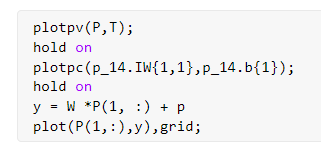 plotpv(P,T);
hold on
plotpc(p_14.IW{1,1},p_14.b{1});
hold on
y = W *P(1, :) + p
plot(P(1,:),y),grid;